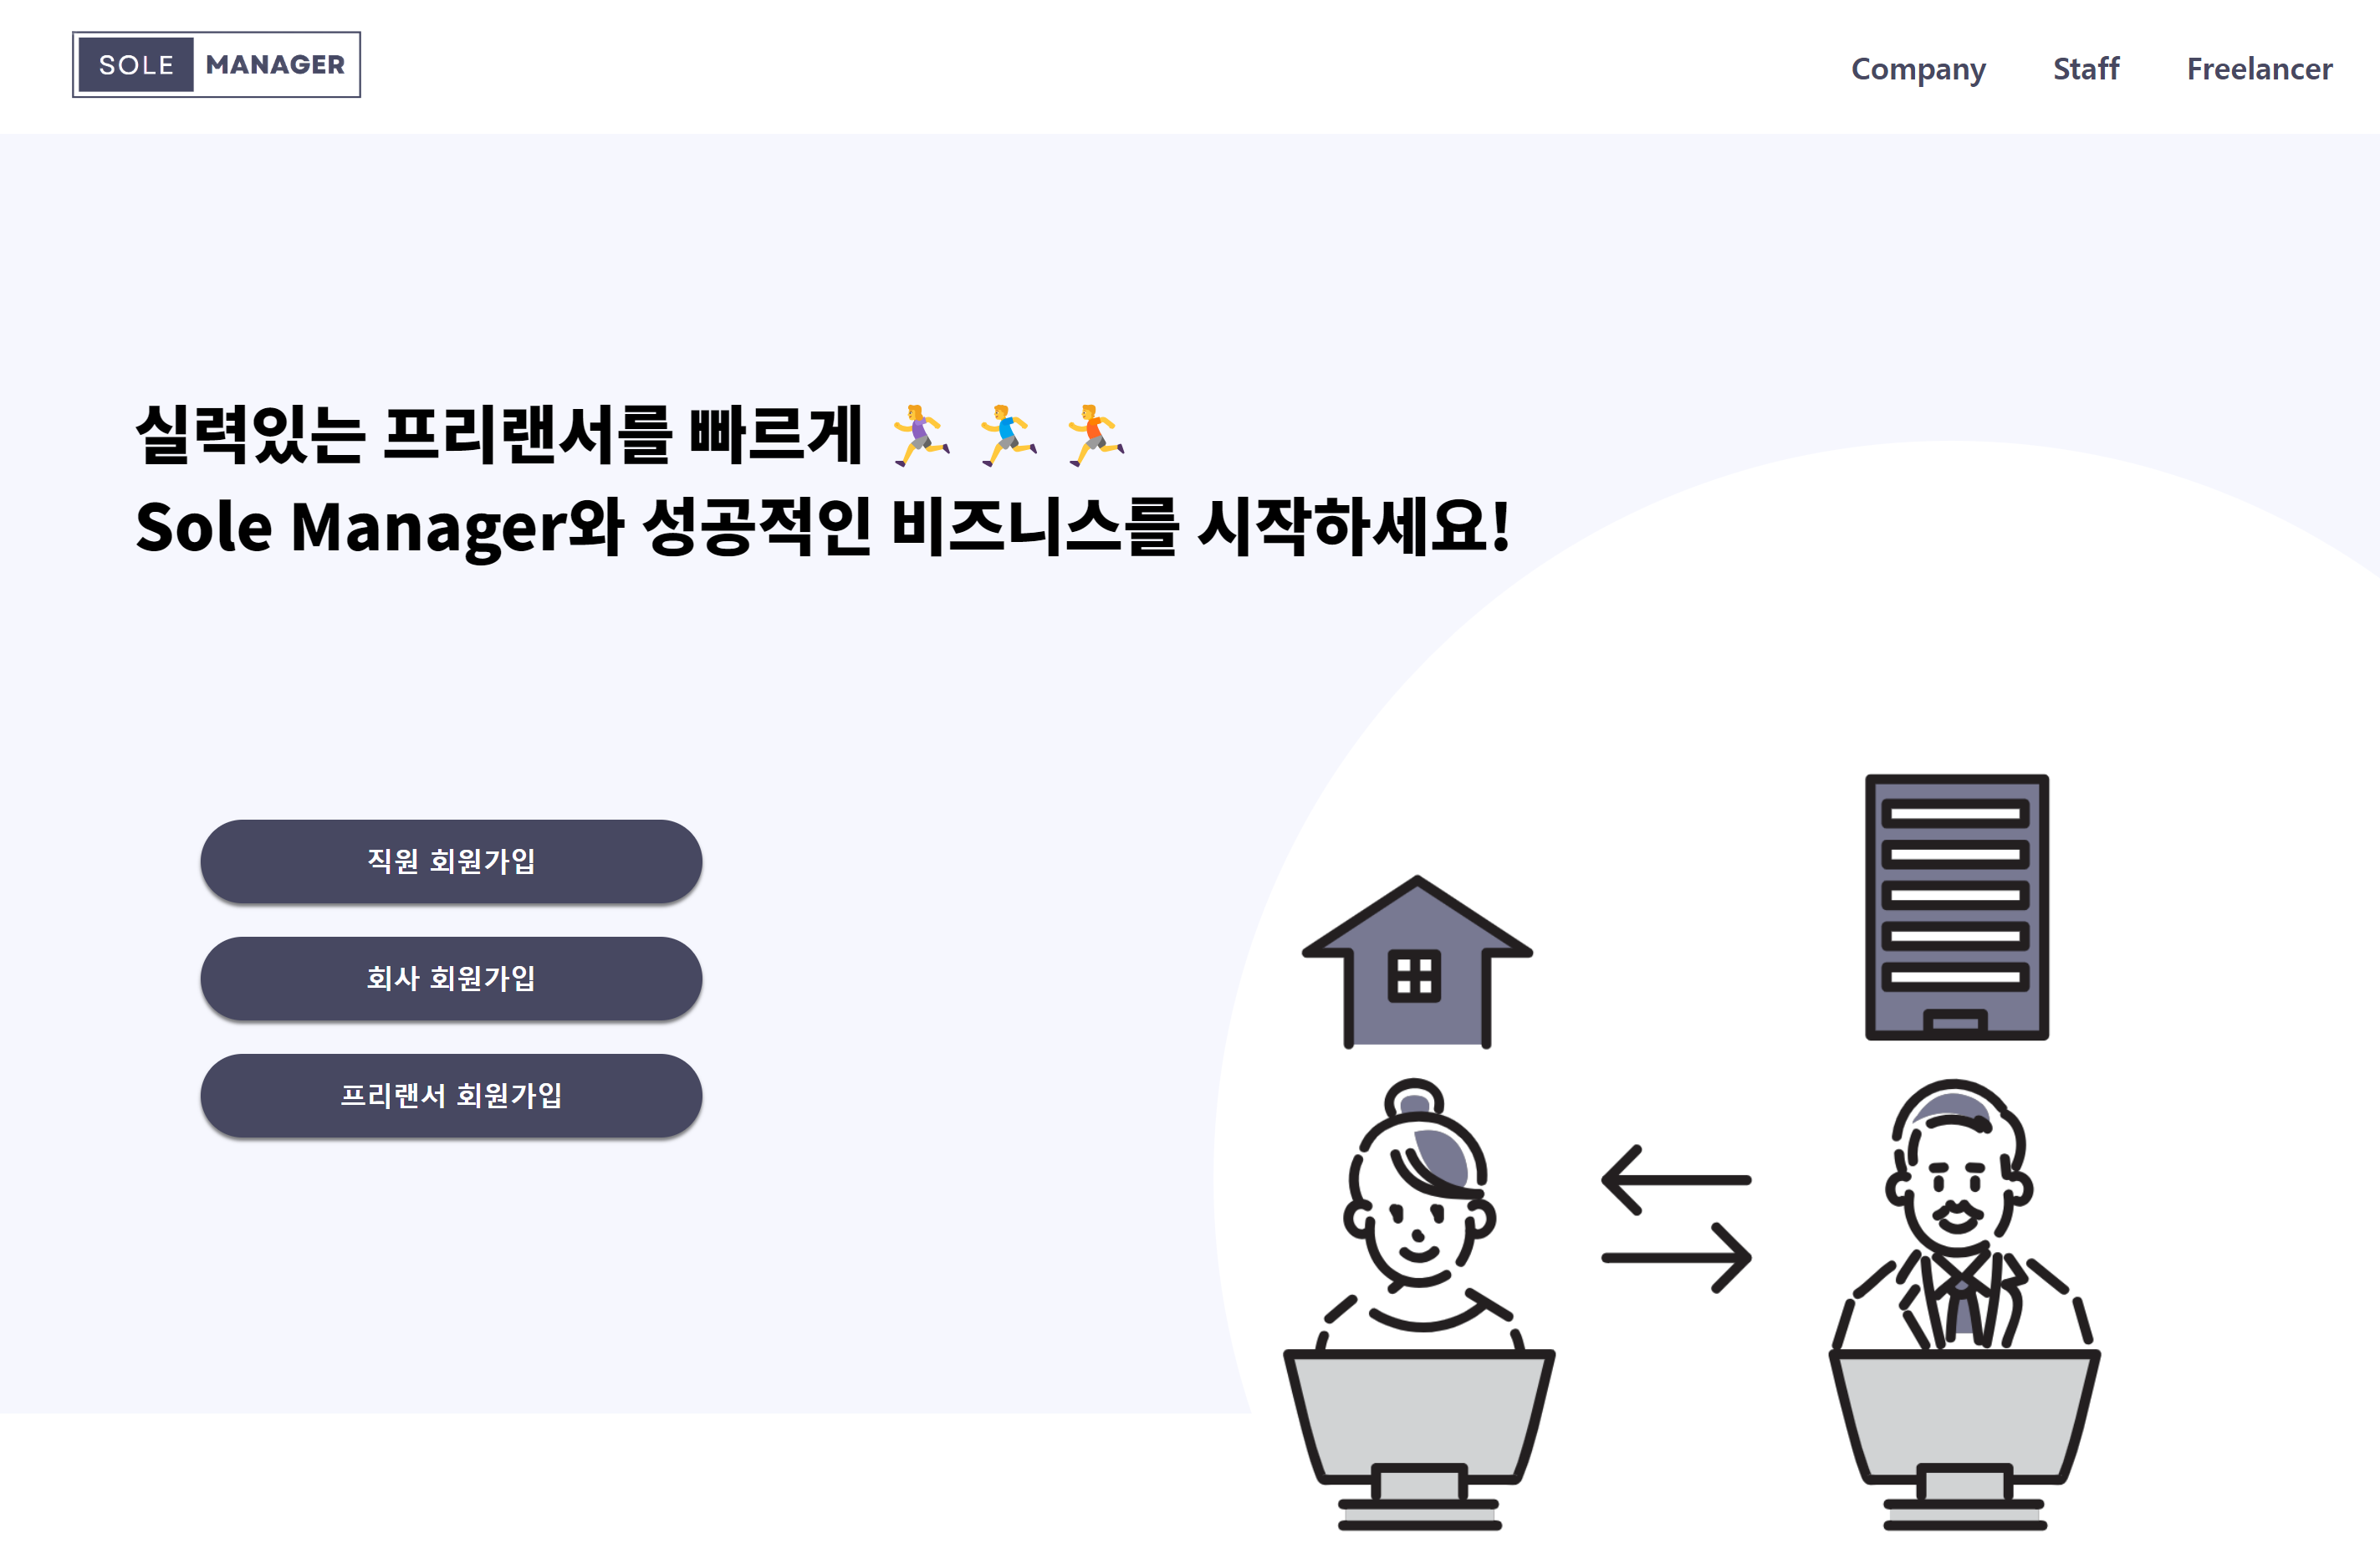 SOLE MANAGER
Company Staff Freelancer
실력있는 프리랜서를 빠르게 🏃‍♀️ 🏃‍♂️ 🏃
Sole Manager와 성공적인 비즈니스를 시작하세요!
직원 회원가입
회사 회원가입
프리랜서 회원가입